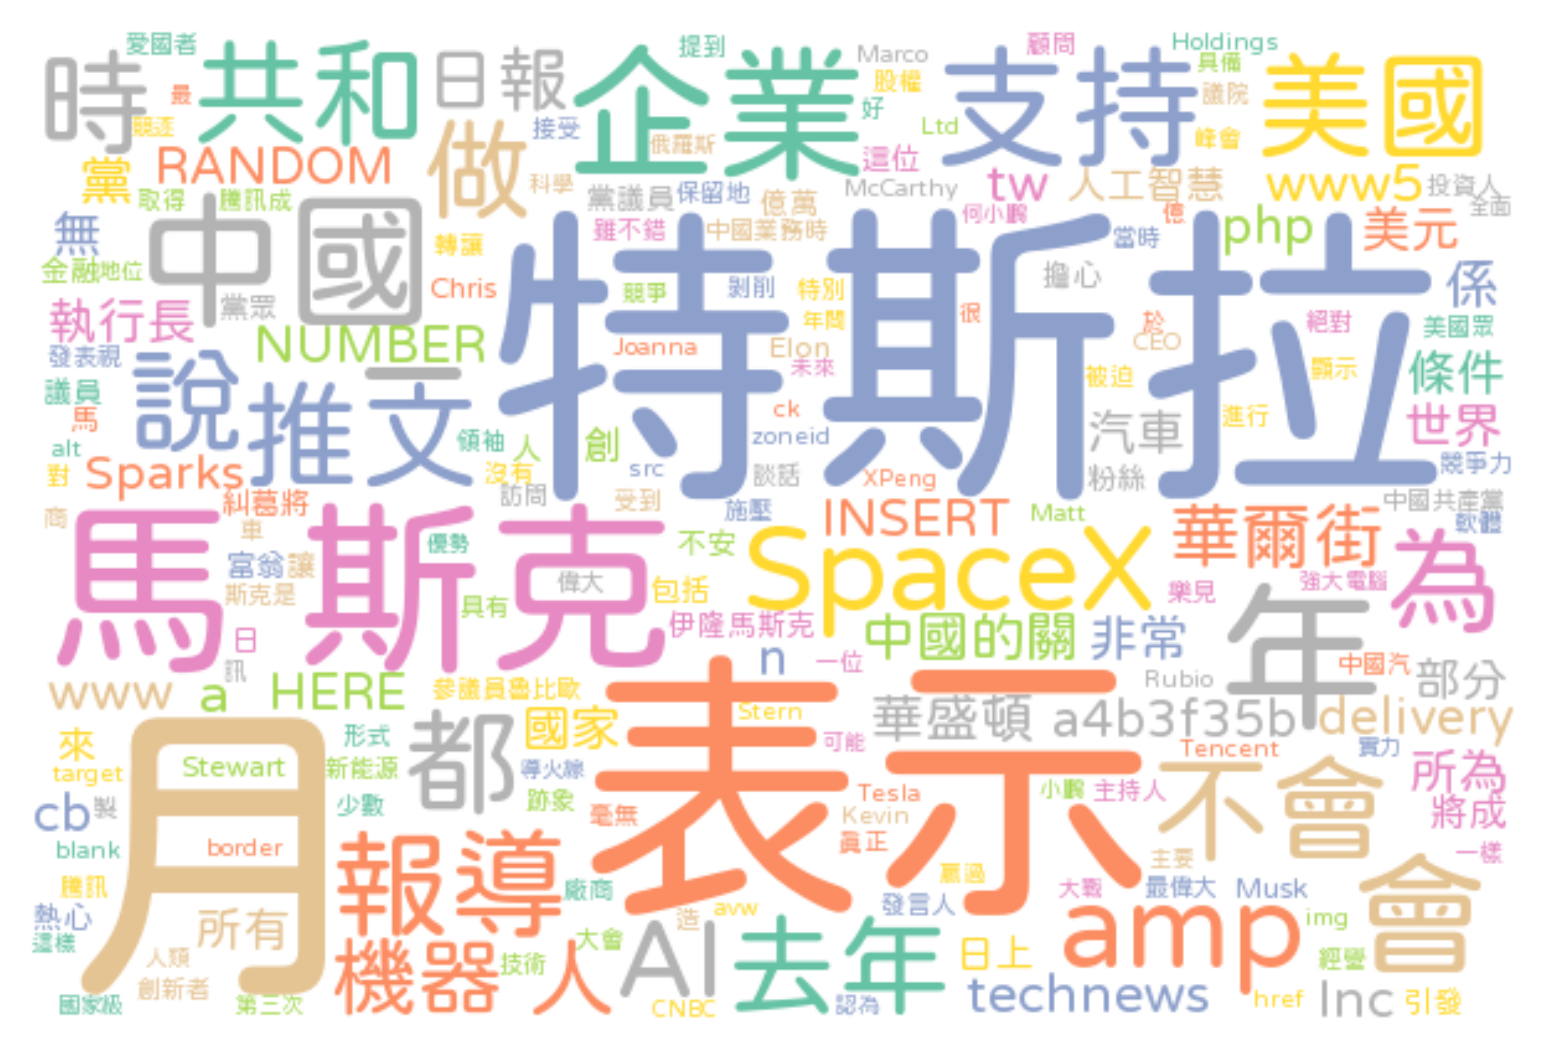 愛國者
提到
Marco
顧問
Holdings
時
共和
日報
企業
股權
支持
具備
美國
最
競逐
做
接受
俄羅斯
好
Ltd
議院
峰會
黨
RANDOM
科學
這位
tw
人工智慧
www5
投資人
取得
騰訊成
黨議員
保留地
億萬
McCarthy
何小鵬
億
php
美元
全面
無
中國
轉讓
雖不錯
中國業務時
當時
金融
地位
黨眾
Chris
競爭
剝削
特別
特斯拉
擔心
係
執行長
NUMBER
年間
很
於
CEO
絕對
美國眾
發表視
說
一
Joanna
Elon
未來
被迫
顯示
條件
議員
推文
馬
ck
進行
世界
alt
領袖
人
創
zoneid
汽車
對
Sparks
沒有
src
談話
XPeng
粉絲
競爭力
商
糾葛將
訪問
受到
施壓
INSERT
Matt
中國共產黨
軟體
車
馬斯克
優勢
不安
SpaceX
華爾街
為
富翁
讓
偉大
包括
樂見
強大電腦
斯克是
具有
伊隆馬斯克
中國的關
非常
年
日
訊
n
一位
中國汽
部分
www
a
HERE
參議員魯比歐
表示
Rubio
華盛頓
a4b3f35b
delivery
來
形式
都
國家
Stern
可能
Tencent
實力
target
月
Stewart
新能源
導火線
不會
所為
cb
製
少數
跡象
毫無
Tesla
小鵬
主持人
將成
blank
border
報導
Kevin
真正
主要
一樣
騰訊
廠商
贏過
大戰
最偉大
Musk
會
熱心
所有
造
avw
發言人
amp
img
這樣
人類
機器人
技術
大會
AI
去年
日上
經營
創新者
國家級
第三次
CNBC
認為
technews
href
Inc
引發